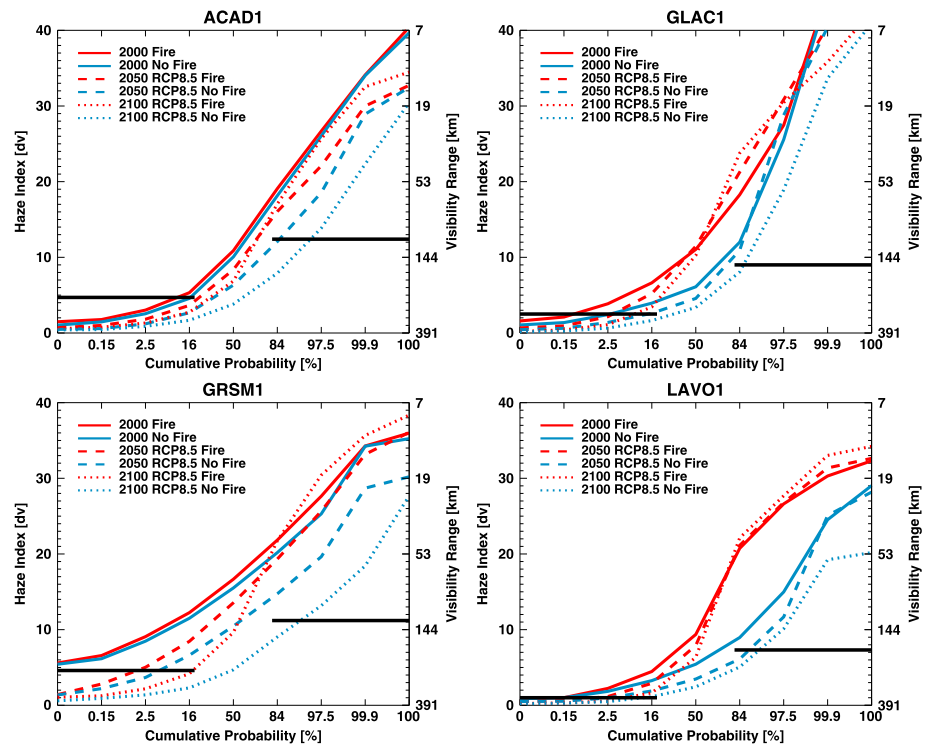 ACAD1
40
30
20
10
0
Haze Index [dv]
2000 Fire
2000 No Fire
2050 RCP8.5 Fire
2050 RCP8.5 No Fire
2100 RCP8.5 Fire
2100 RCP8.5 No Fire
7
19
53
144
391
Visibility Range [km]
0 0.15 2.5 16 50 84 97.5 99.9 100
Cumulative Probability [%]
GLAC1
40
30
20
10
0
Haze Index [dv]
2000 Fire
2000 No Fire
2050 RCP8.5 Fire
2050 RCP8.5 No Fire
2100 RCP8.5 Fire
2100 RCP8.5 No Fire
7
19
53
144
391
Visibility Range [km]
0 0.15 2.5 16 50 84 97.5 99.9 100
Cumulative Probability [%]
GRSM1
40
30
20
10
0
Haze Index [dv]
2000 Fire
2000 No Fire
2050 RCP8.5 Fire
2050 RCP8.5 No Fire
2100 RCP8.5 Fire
2100 RCP8.5 No Fire
7
19
53
144
391
Visibility Range [km]
0 0.15 2.5 16 50 84 97.5 99.9 100
Cumulative Probability [%]
LAVO1
40
30
20
10
0
Haze Index [dv]
2000 Fire
2000 No Fire
2050 RCP8.5 Fire
2050 RCP8.5 No Fire
2100 RCP8.5 Fire
2100 RCP8.5 No Fire
7
19
53
144
391
Visibility Range [km]
0 0.15 2.5 16 50 84 97.5 99.9 100
Cumulative Probability [%]